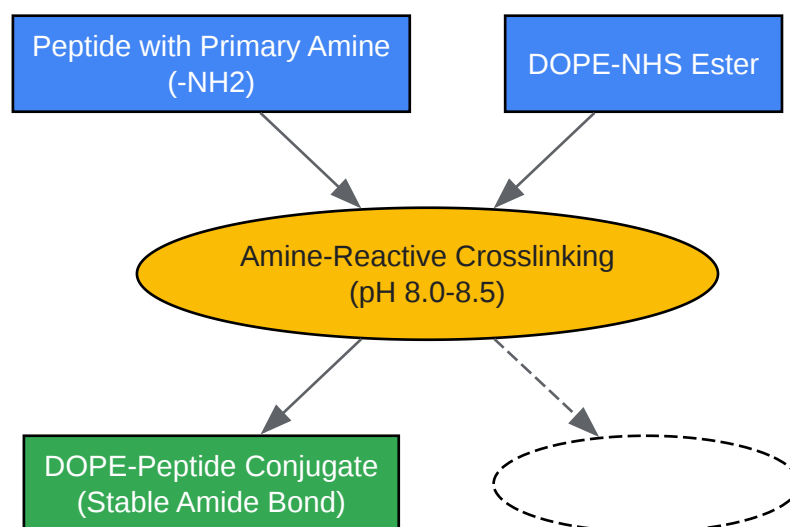 Peptide with Primary Amine
(-NH2)
DOPE-NHS Ester
Amine-Reactive Crosslinking
(pH 8.0-8.5)
DOPE-Peptide Conjugate
(Stable Amide Bond)